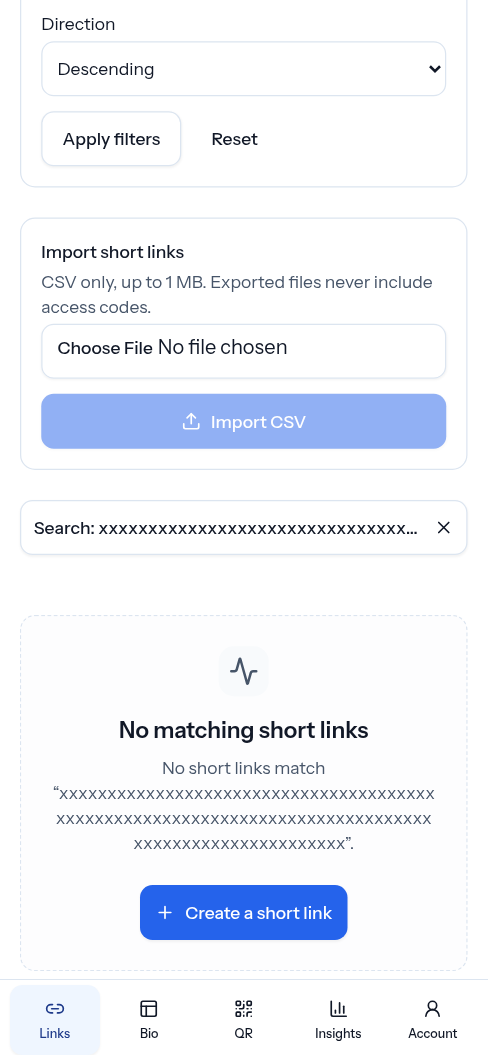 Direction
Descending
Apply filters Reset
Import short links
CSV only, up to 1 MB. Exported files never include
access codes.
Choose File No file chosen
Import CSV
Search: xxxxxxxxxxxxxxxxxxxxxxxxxxxxxxx...
No matching short links
No short links match
“xxxxxxxxxxxxxxxxxxxxxxxxxxxxxxxxxxxxxxx
xxxxxxxxxxxxxxxxxxxxxxxxxxxxxxxxxxxxxxx
xxxxxxxxxxxxxxxxxxxxxx”.
Create a short link
Links Bio QR Insights Account